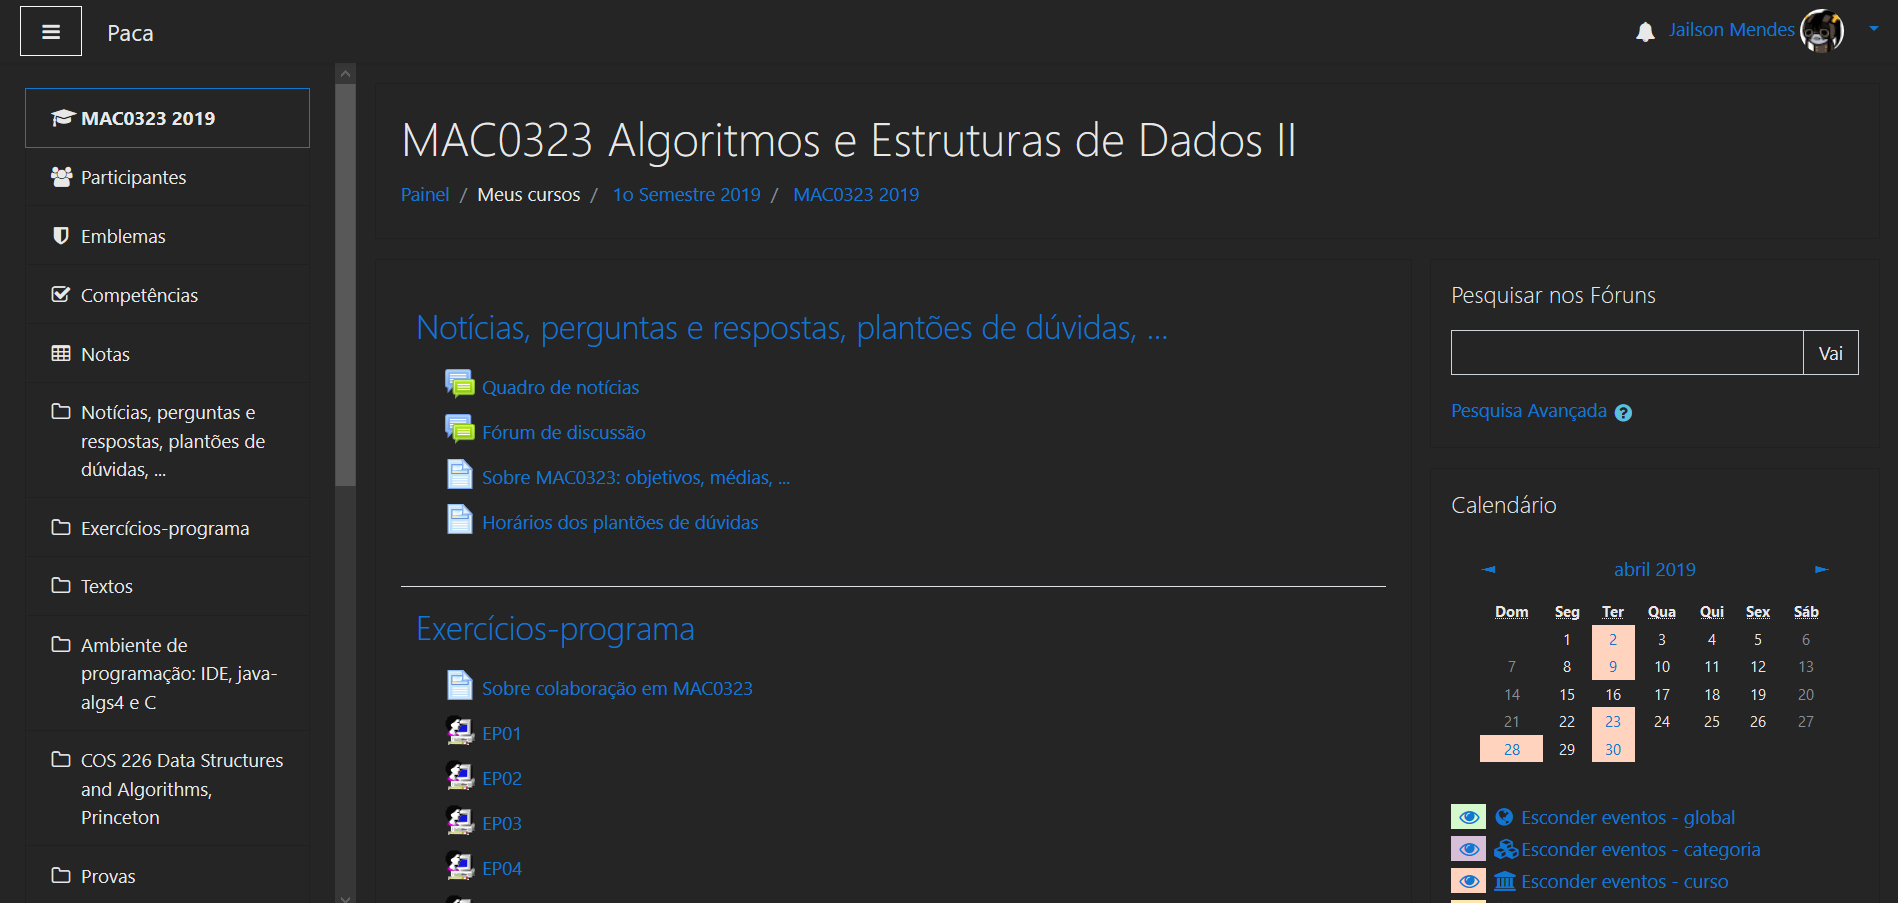 Paca
Jailson Mendes
MAC0323 2019
Participantes
Emblemas
Competências
Notas
Notícias, perguntas e
respostas, plantões de
dúvidas, ...
Exercícios-programa
Textos
Ambiente de
programação: IDE, java-
algs4 e C
COS 226 Data Structures
and Algorithms,
Princeton
Provas
MAC0323 Algoritmos e Estruturas de Dados II
Painel / Meus cursos / 1o Semestre 2019 / MAC0323 2019
Notícias, perguntas e respostas, plantões de dúvidas, ...
Quadro de notícias
Fórum de discussão
Sobre MAC0323: objetivos, médias, ...
Horários dos plantões de dúvidas
Exercícios-programa
Sobre colaboração em MAC0323
EP01
EP02
EP03
EP04
Pesquisar nos Fóruns
Vai
Pesquisa Avançada ?
Calendário
◄ abril 2019 ►
Dom Seg Ter Qua Qui Sex Sáb
1 2 3 4 5 6
7 8 9 10 11 12 13
14 15 16 17 18 19 20
21 22 23 24 25 26 27
28 29 30
Esconder eventos - global
Esconder eventos - categoria
Esconder eventos - curso